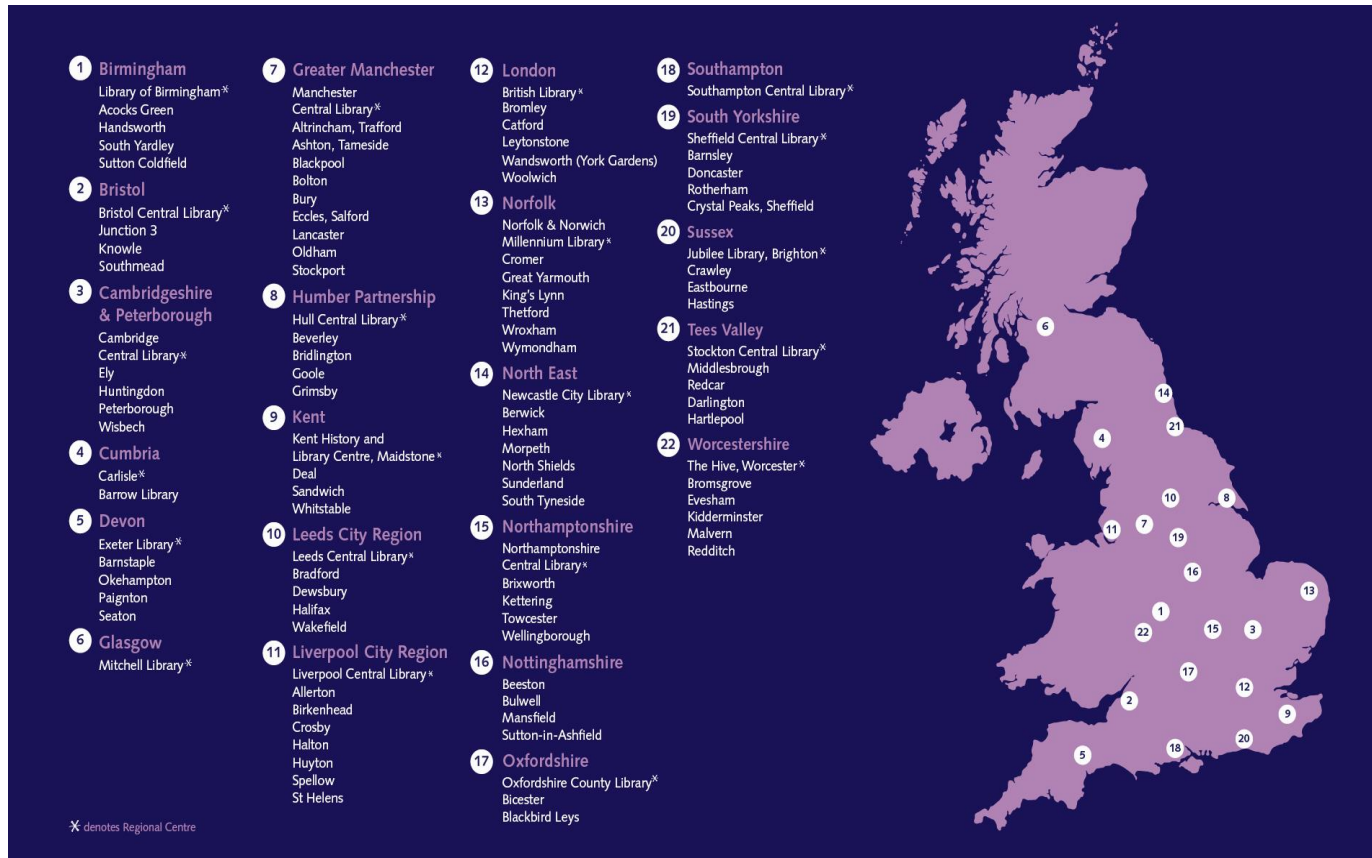 1 Birmingham
Library of Birmingham*
Acocks Green
Handsworth
South Yardley
Sutton Coldfield
2 Bristol
Bristol Central Library*
Junction 3
Knowle
Southmead
3 Cambridgeshire
& Peterborough
Cambridge
Central Library*
Ely
Huntingdon
Peterborough
Wisbech
4 Cumbria
Carlisle*
Barrow Library
5 Devon
Exeter Library*
Barnstaple
Okehampton
Paignton
Seaton
6 Glasgow
Mitchell Library*
* denotes Regional Centre
7 Greater Manchester
Manchester
Central Library*
Altrincham, Trafford
Ashton, Tameside
Blackpool
Bolton
Bury
Eccles, Salford
Lancaster
Oldham
Stockport
8 Humber Partnership
Hull Central Library*
Beverley
Bridlington
Goole
Grimsby
9 Kent
Kent History and
Library Centre, Maidstone*
Deal
Sandwich
Whitstable
10 Leeds City Region
Leeds Central Library*
Bradford
Dewsbury
Halifax
Wakefield
11 Liverpool City Region
Liverpool Central Library*
Allerton
Birkenhead
Crosby
Halton
Huyton
Spellow
St Helens
12 London
British Library*
Bromley
Catford
Leytonstone
Wandsworth (York Gardens)
Woolwich
13 Norfolk
Norfolk & Norwich
Millennium Library*
Cromer
Great Yarmouth
King's Lynn
Thetford
Wroxham
Wymondham
14 North East
Newcastle City Library*
Berwick
Hexham
Morpeth
North Shields
Sunderland
South Tyneside
15 Northamptonshire
Northamptonshire
Central Library*
Brixworth
Kettering
Towcester
Wellingborough
16 Nottinghamshire
Beeston
Bulwell
Mansfield
Sutton-in-Ashfield
17 Oxfordshire
Oxfordshire County Library*
Bicester
Blackbird Leys
18 Southampton
Southampton Central Library*
19 South Yorkshire
Sheffield Central Library*
Barnsley
Doncaster
Rotherham
Crystal Peaks, Sheffield
20 Sussex
Jubilee Library, Brighton*
Crawley
Eastbourne
Hastings
21 Tees Valley
Stockton Central Library*
Middlesbrough
Redcar
Darlington
Hartlepool
22 Worcestershire
The Hive, Worcester*
Bromsgrove
Evesham
Kidderminster
Malvern
Redditch
6
14
21
4
10
8
11
7
19
16
13
1
22
15
3
17
12
2
9
20
18
5